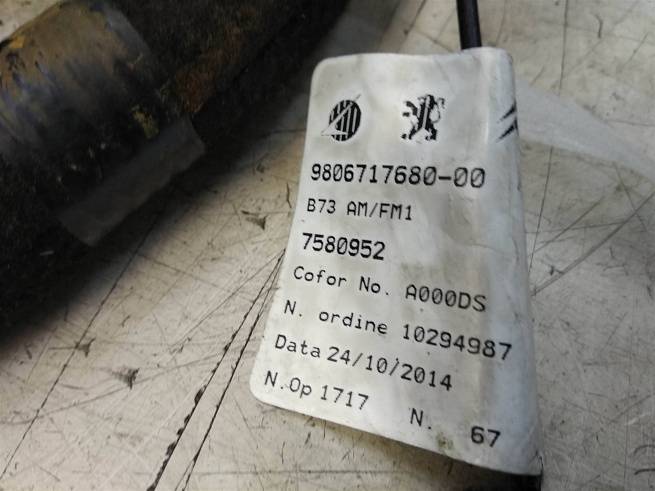 9806717680-00
B73 AM/FM1
7580952
Cofor No. A000DS
N. ordine 10294987
Data 24/10/2014
N.Op 1717 N. 67